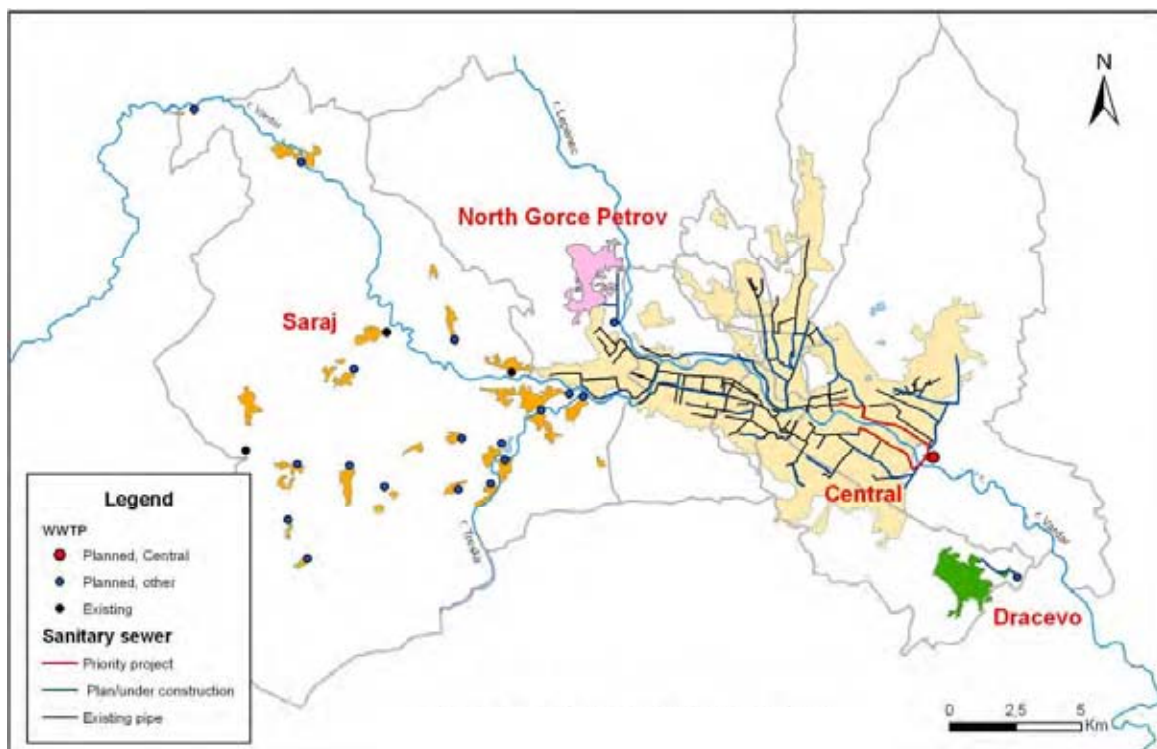 N
r. Vardar
r. Lepenec
North Gorce Petrov
Saraj
Central
r. Vardar
r. Treska
Dracevo
Legend
WWTP
Planned, Central
Planned, other
Existing
Sanitary sewer
Priority project
Plan/under construction
Existing pipe
0 2,5 5
Km